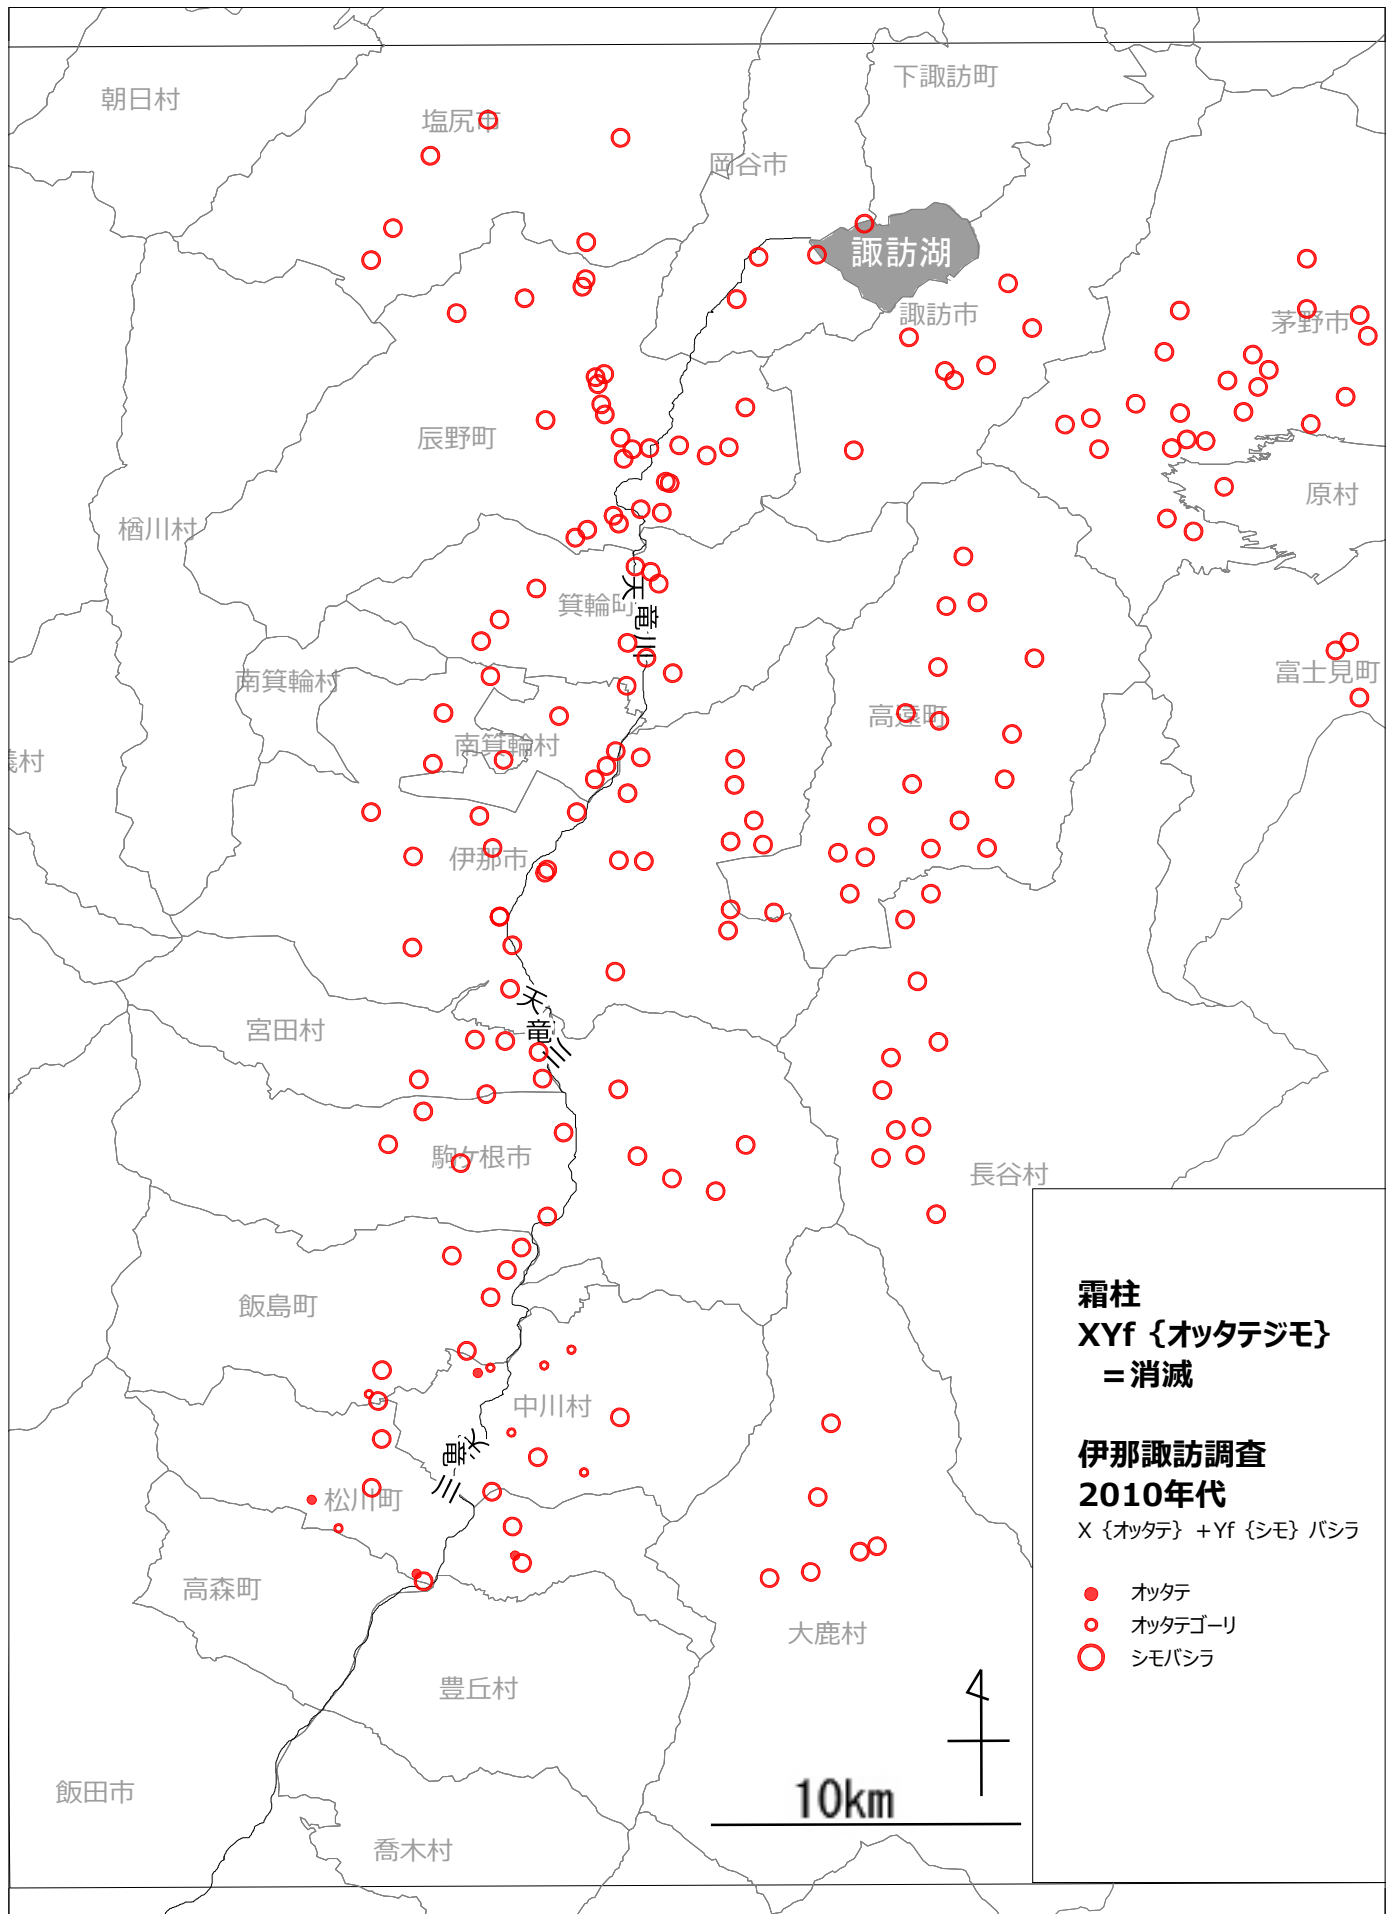 下諏訪町
朝日村
塩尻市
岡谷市
諏訪湖
諏訪市
茅野市
辰野町
原村
楢川村
天竜川
箕輪町
南箕輪村
富士見町
高遠町
南箕輪村
義村
伊那市
天竜川
宮田村
駒ケ根市
長谷村
飯島町
中川村
天竜川
松川町
高森町
大鹿村
豊丘村
飯田市
喬木村
10km
霜柱
XYf {オッタテジモ}
=消滅
伊那諏訪調査
2010年代
X {オッタテ} +Yf {シモ} バシラ
オッタテ
オッタテゴーリ
シモバシラ